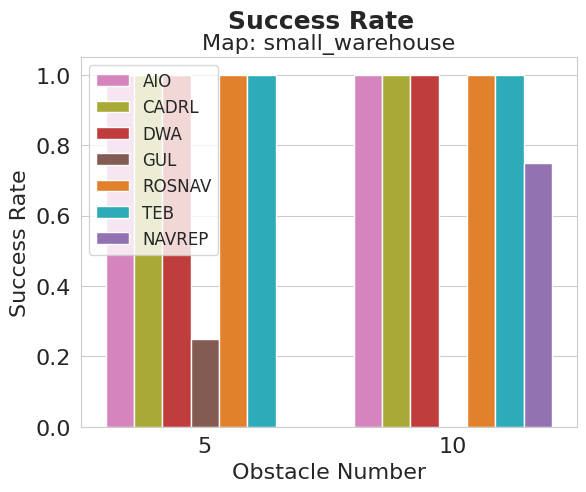 Success Rate
Map: small_warehouse
1.0
0.8
0.6
0.4
0.2
0.0
Success Rate
AIO
CADRL
DWA
GUL
ROSNAV
TEB
NAVREP
5
10
Obstacle Number